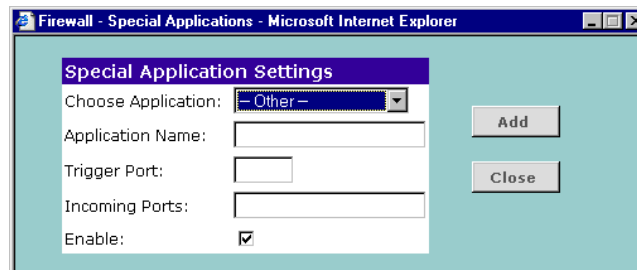 Firewall - Special Applications - Microsoft Internet Explorer
Special Application Settings
Choose Application: -- Other --
Application Name:
Trigger Port:
Incoming Ports:
Enable:
Add
Close